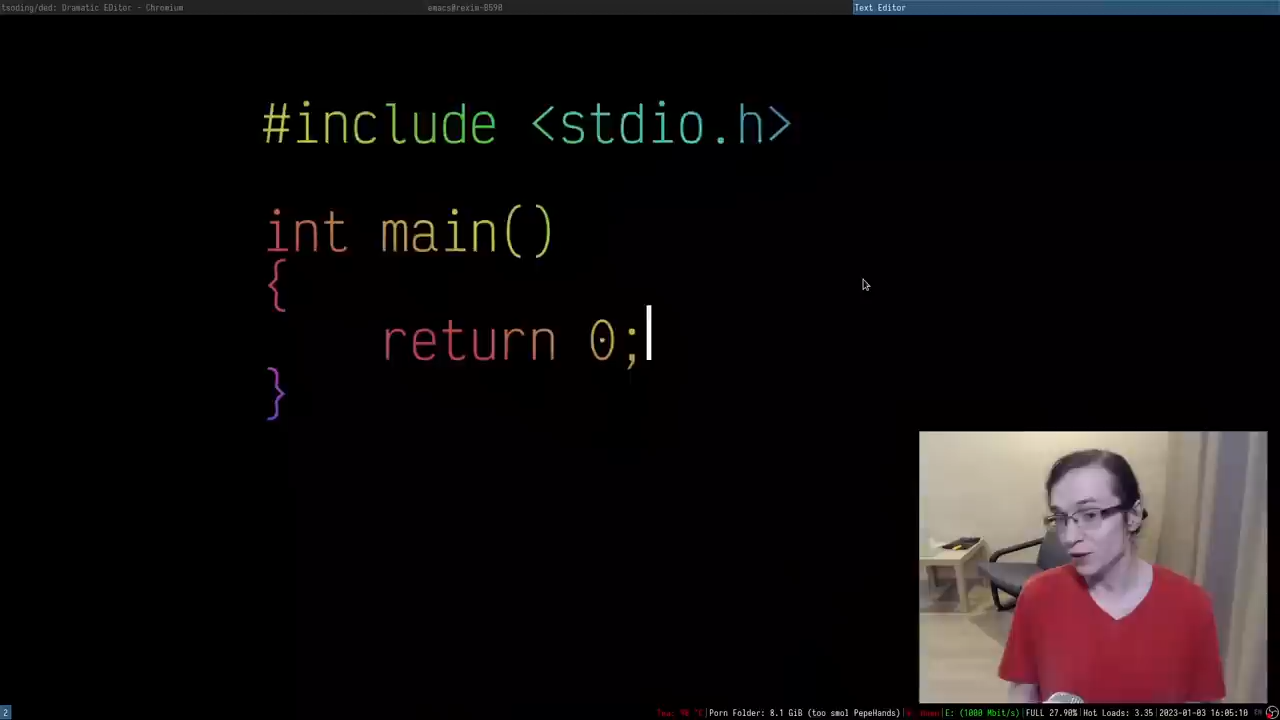 tsoding/ded: Dramatic EDitor - Chromium
emacs@rexim-B590
Text Editor
#include <stdio.h>
int main()
{
    return 0;
}
2
Porn Folder: 8.1 GiB (too smol PepeHands)| down|E: (1000 Mbit/s)|FULL 27.90%|Hot Loads: 3.35|2023-01-03 16:05:10